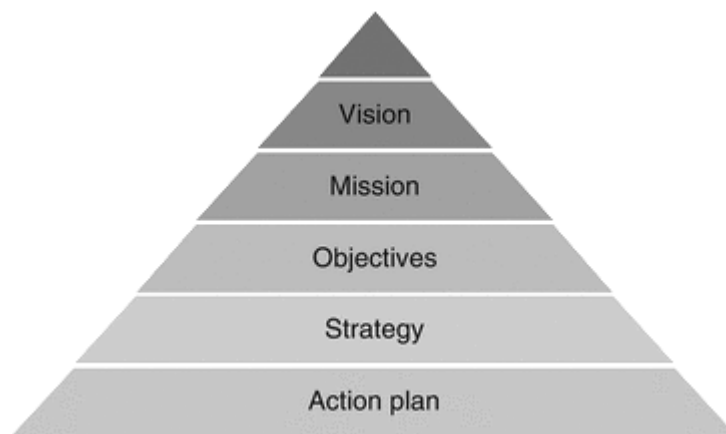 Vision
Mission
Objectives
Strategy
Action plan